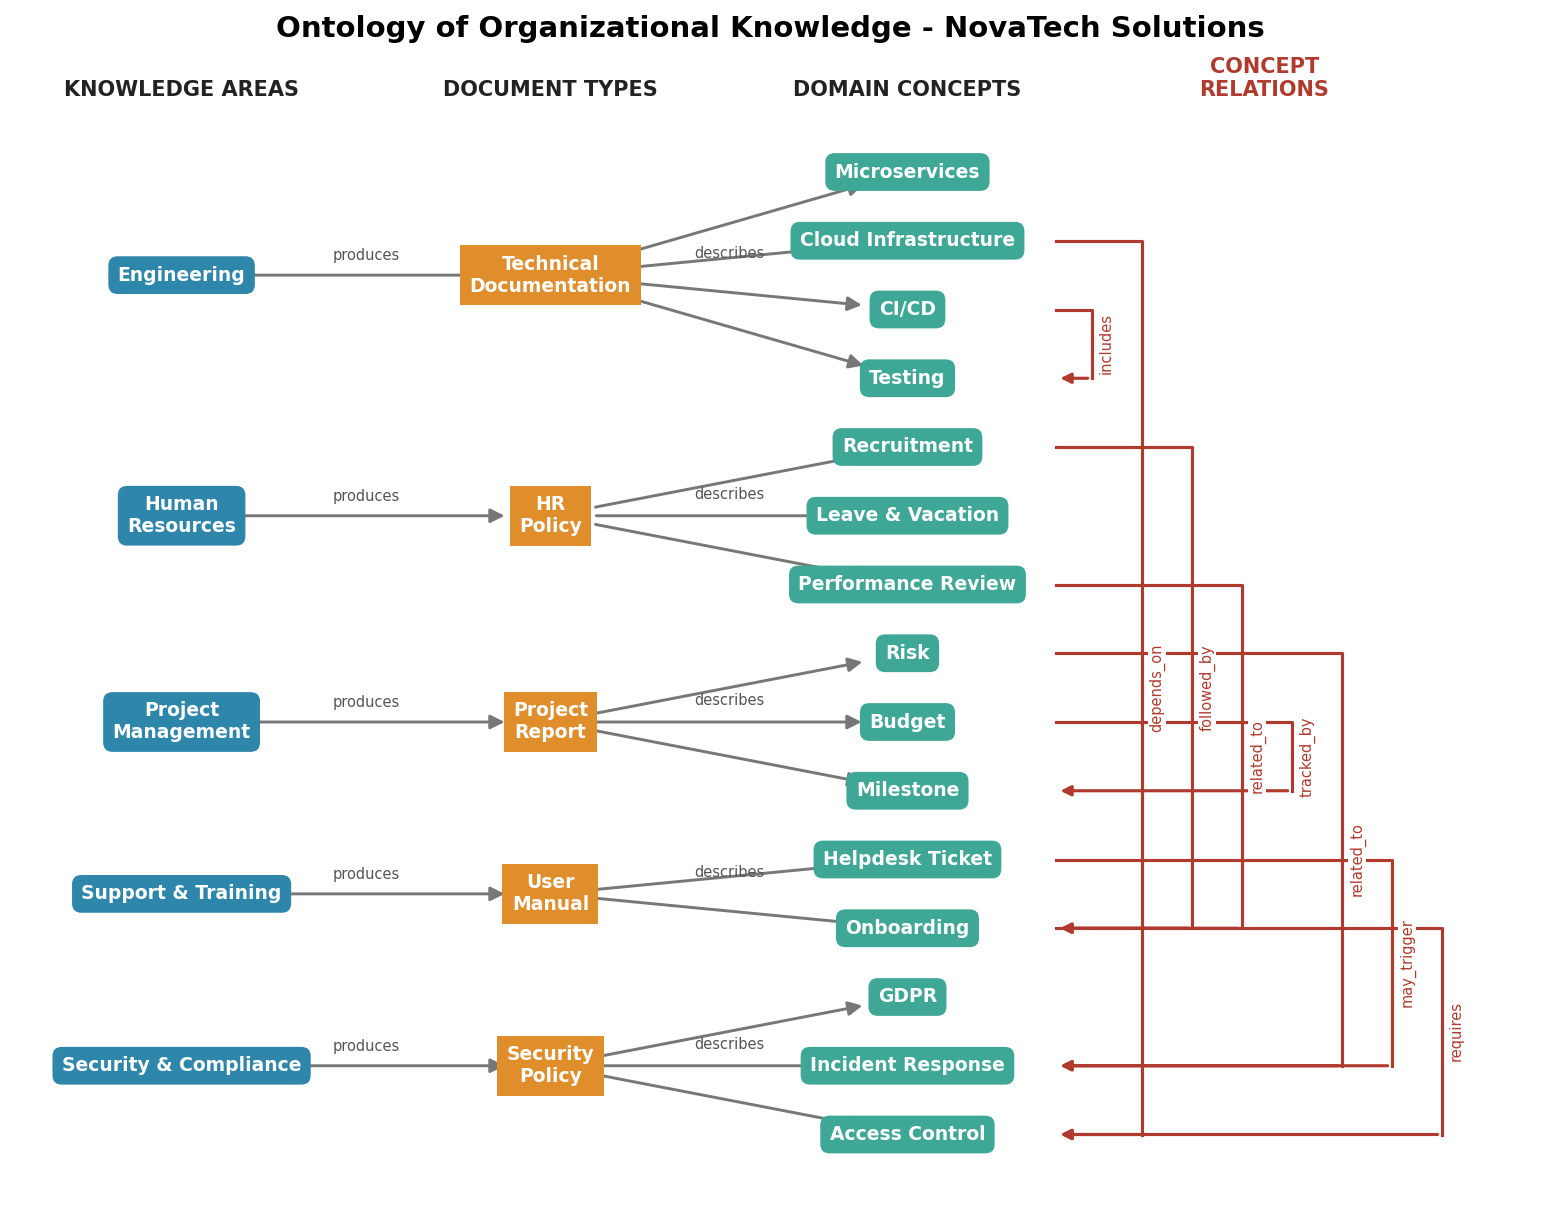 Ontology of Organizational Knowledge - NovaTech Solutions
KNOWLEDGE AREAS
DOCUMENT TYPES
DOMAIN CONCEPTS
CONCEPT
RELATIONS
Engineering
produces
Technical
Documentation
describes
Microservices
Cloud Infrastructure
CI/CD
Testing
includes
Human
Resources
produces
HR
Policy
describes
Recruitment
Leave & Vacation
Performance Review
Project
Management
produces
Project
Report
describes
Risk
Budget
Milestone
depends_on
followed_by
related_to
tracked_by
Support & Training
produces
User
Manual
describes
Helpdesk Ticket
Onboarding
related_to
may_trigger
Security & Compliance
produces
Security
Policy
describes
GDPR
Incident Response
Access Control
requires